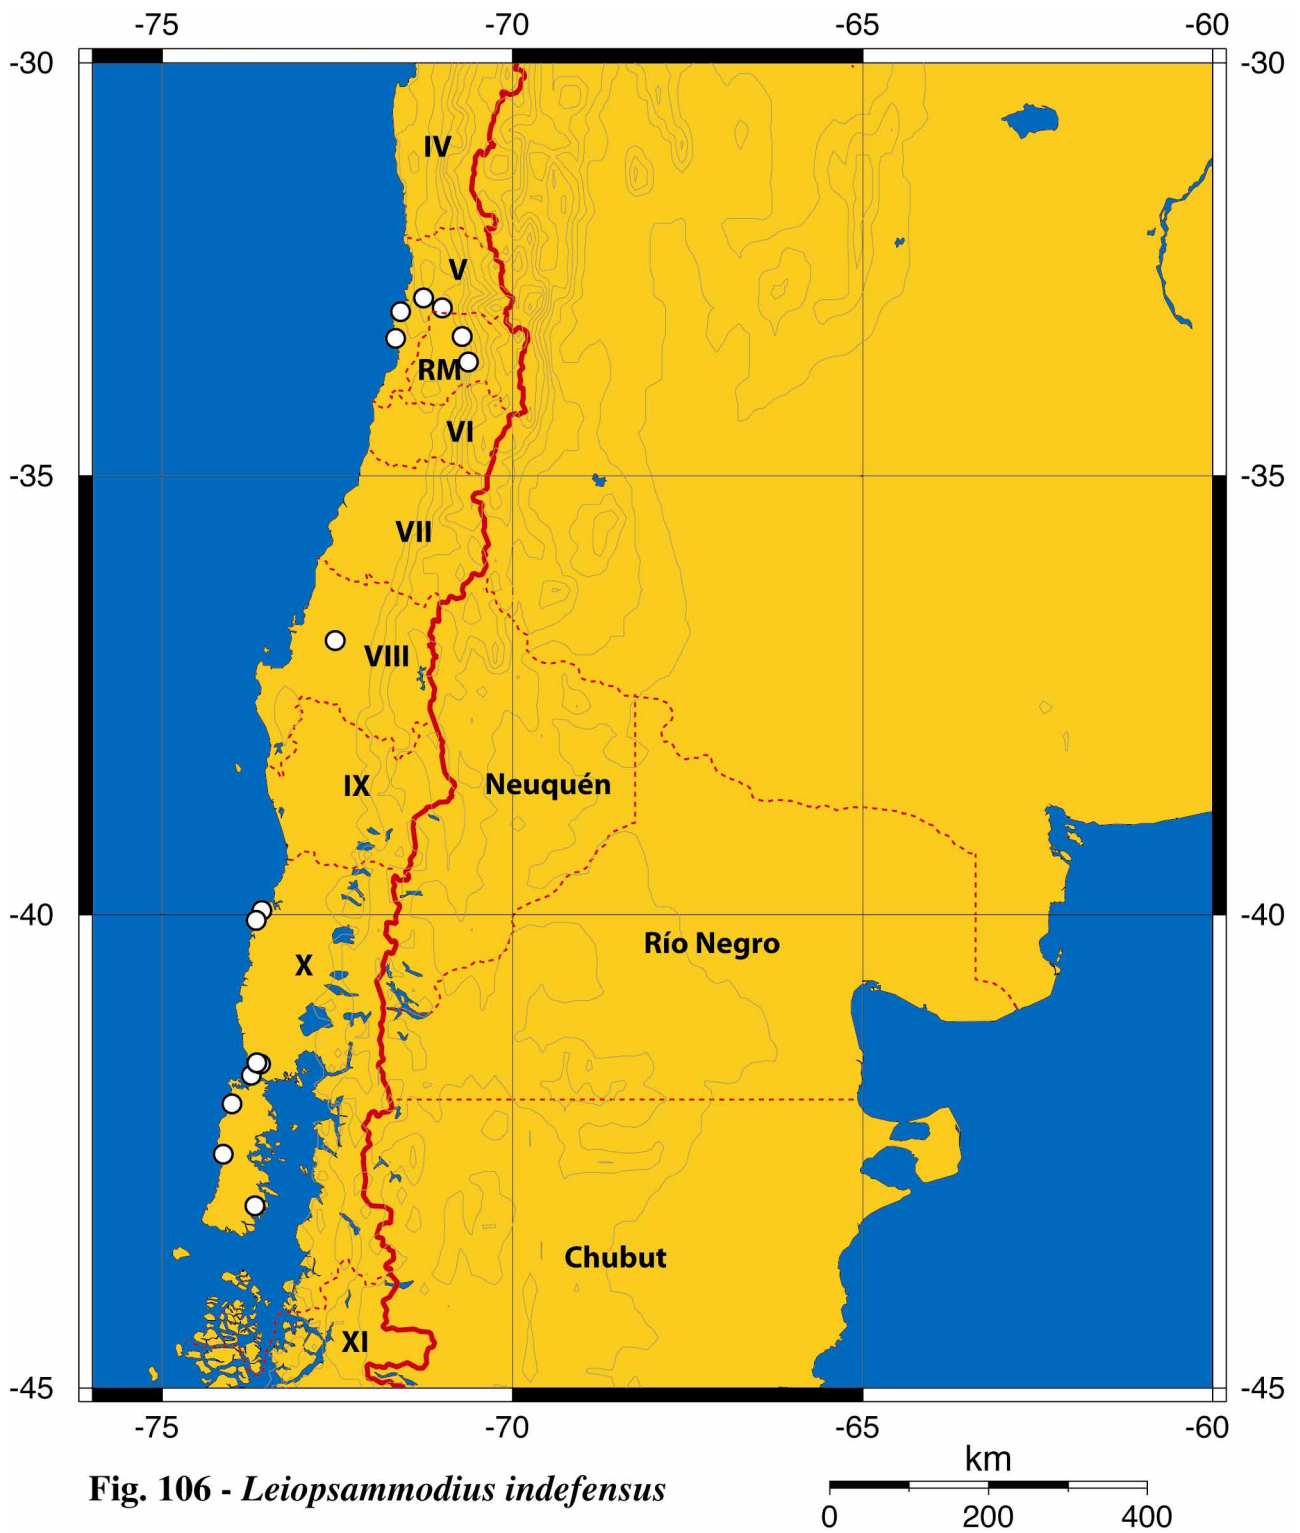 -75 -70 -65 -60
-30 -30
IV
V
RM
VI
-35 -35
VII
VIII
IX Neuquén
-40 -40
Río Negro
X
Chubut
XI
-45 -45
-75 -70 -65 -60
km
Fig. 106 - Leiopsammodius indefensus
0 200 400